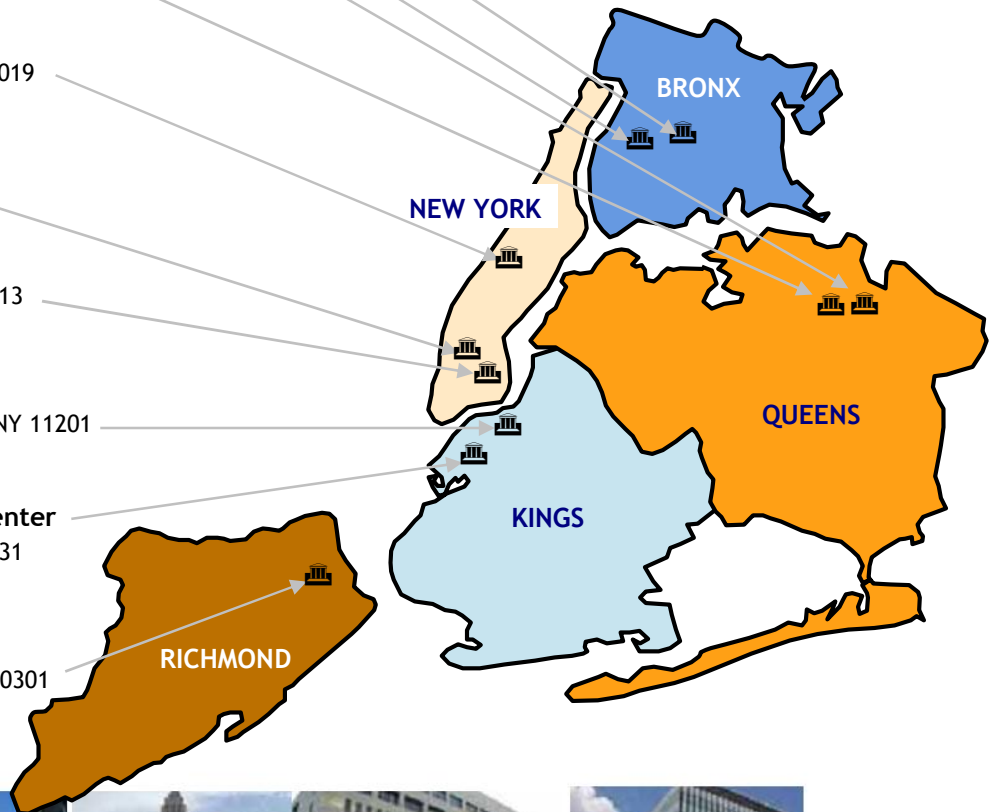 019
BRONX
NEW YORK
13
QUEENS
NY 11201
enter
31
KINGS
RICHMOND
0301